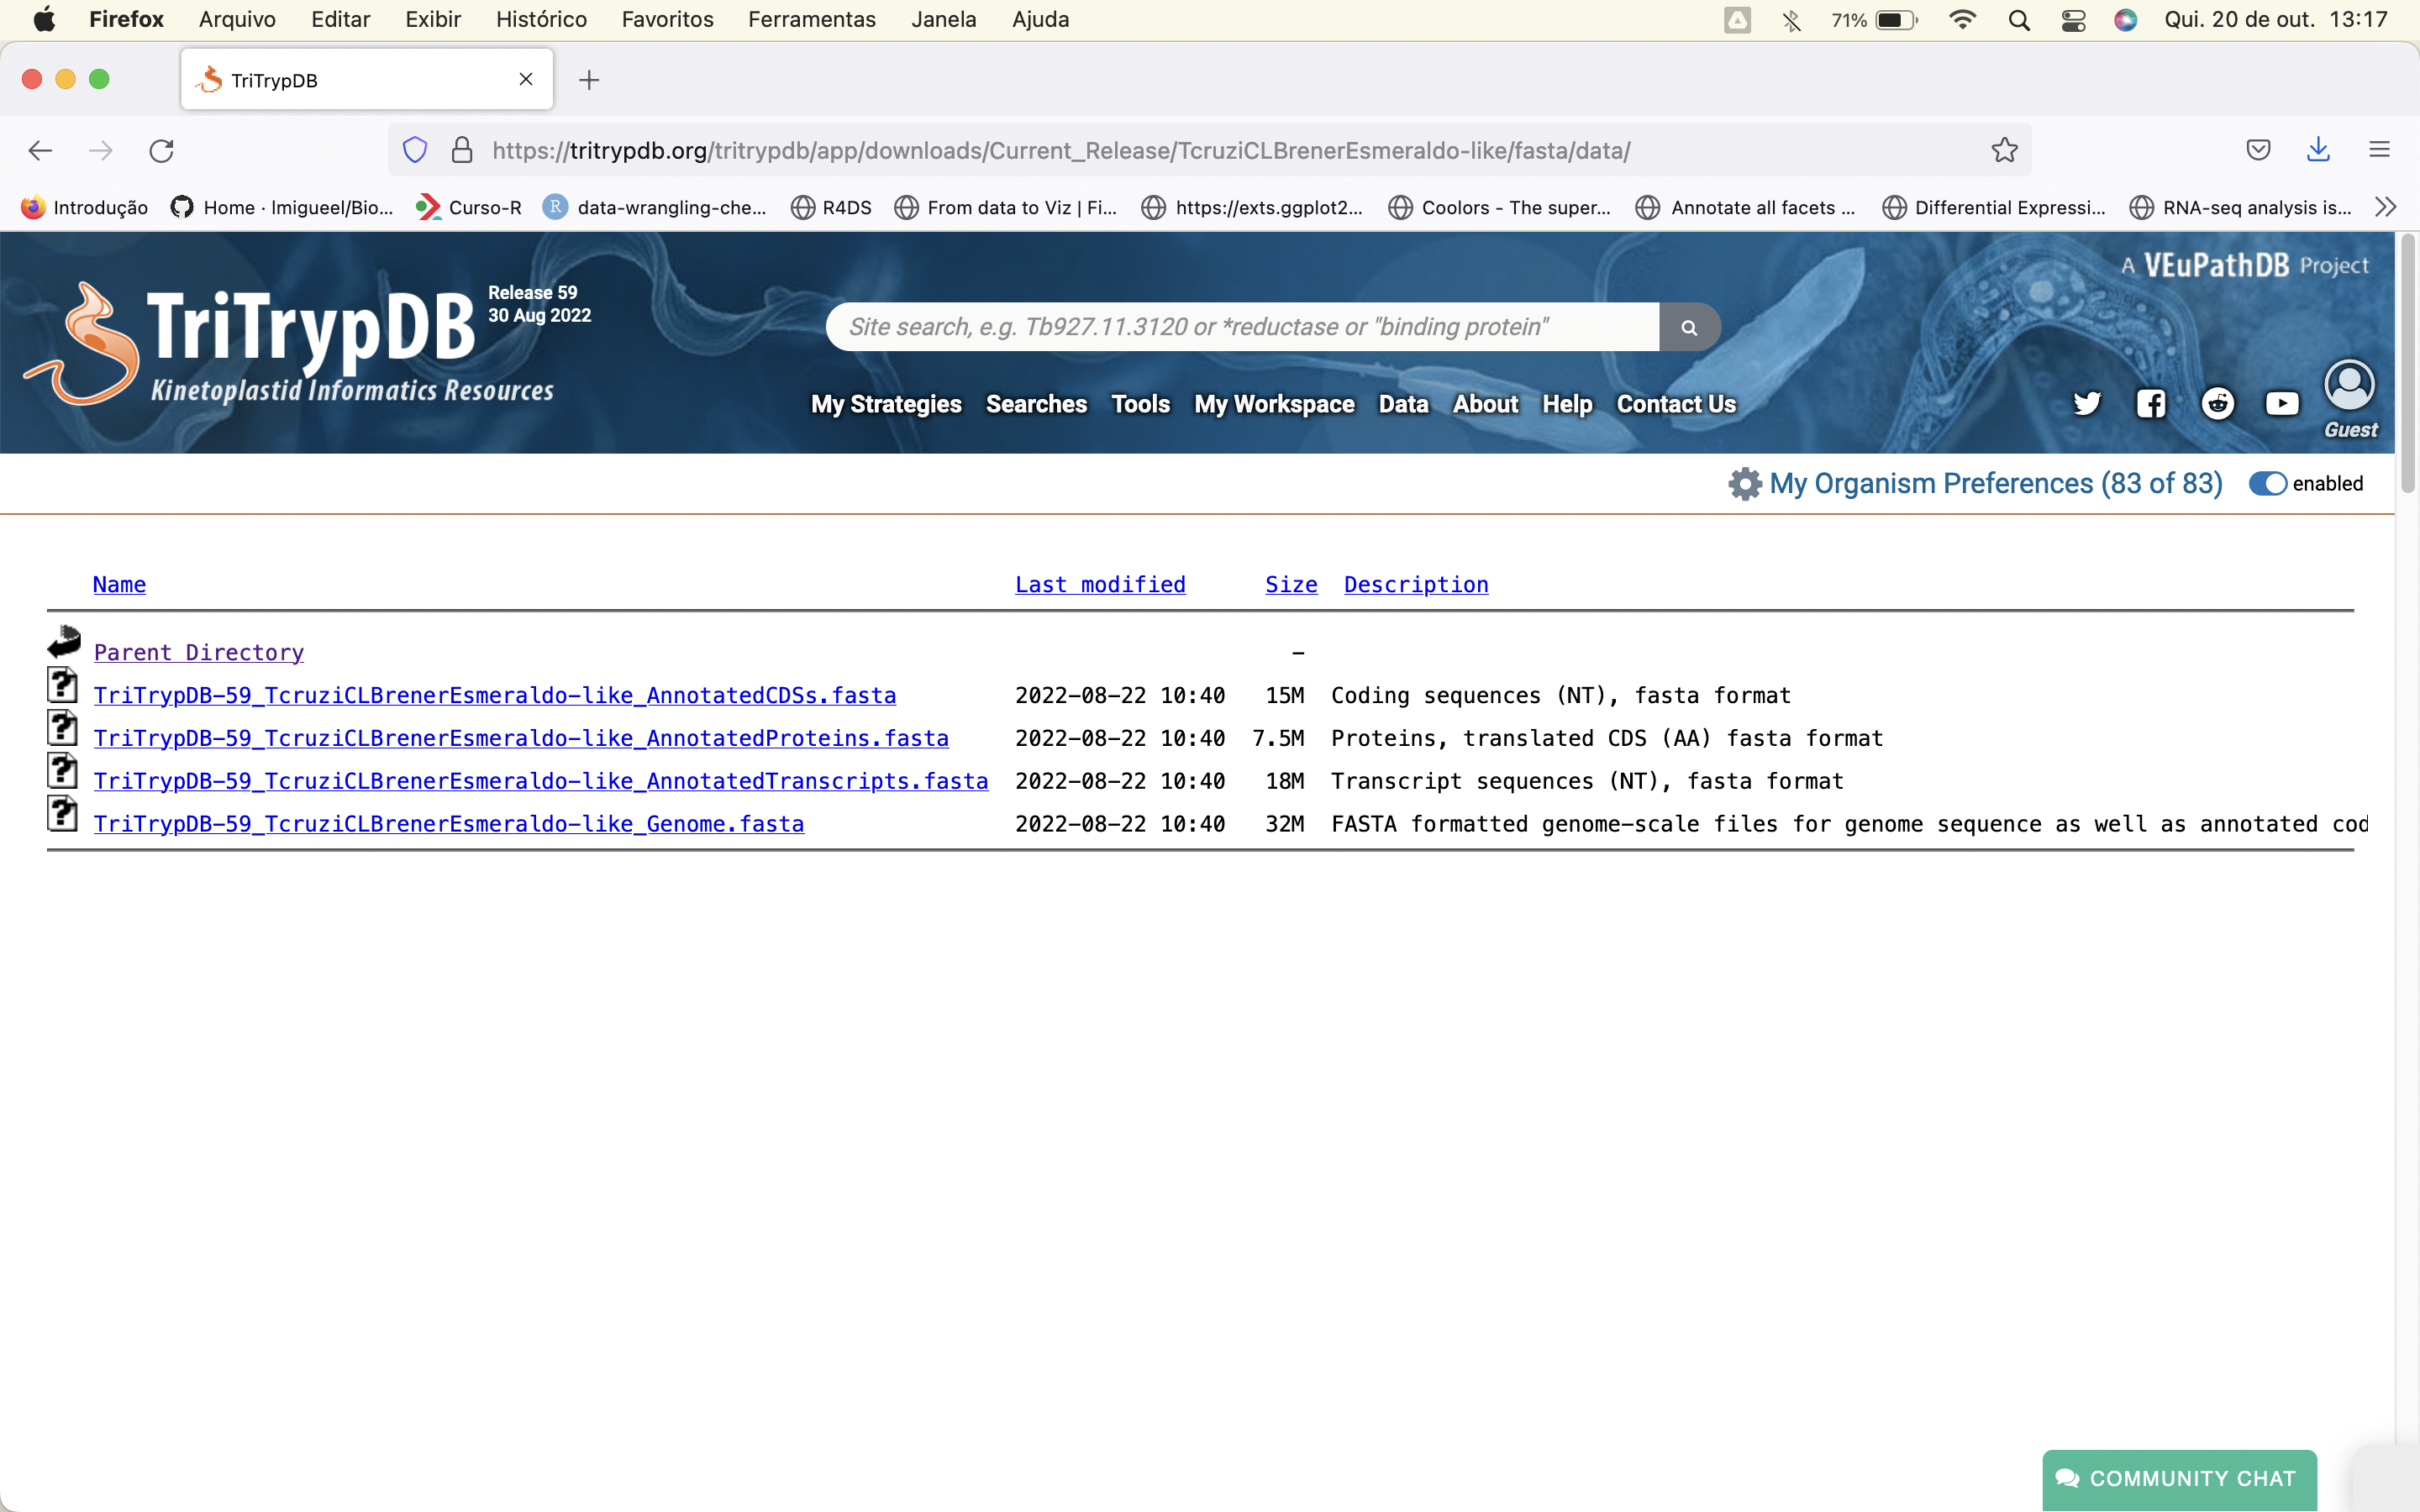 Firefox Arquivo Editar Exibir Histórico Favoritos Ferramentas Janela Ajuda 71% Qui. 20 de out. 13:17
TriTrypDB
https://tritrypdb.org/tritrypdb/app/downloads/Current_Release/TcruziCLBrenerEsmeraldo-like/fasta/data/
Introdução Home · Imigueel/Bio... Curso-R R data-wrangling-che... R4DS From data to Viz | Fi... https://exts.ggplot2... Coolors - The super... Annotate all facets ... Differential Expressi... RNA-seq analysis is...
A VEuPathDB Project
TriTrypDB
Release 59
30 Aug 2022
Kinetoplastid Informatics Resources
Site search, e.g. Tb927.11.3120 or *reductase or "binding protein"
My Strategies Searches Tools My Workspace Data About Help Contact Us
Guest
My Organism Preferences (83 of 83) enabled
Name Last modified Size Description
Parent Directory -
TriTrypDB-59_TcruziCLBrenerEsmeraldo-like_AnnotatedCDSs.fasta 2022-08-22 10:40 15M Coding sequences (NT), fasta format
TriTrypDB-59_TcruziCLBrenerEsmeraldo-like_AnnotatedProteins.fasta 2022-08-22 10:40 7.5M Proteins, translated CDS (AA) fasta format
TriTrypDB-59_TcruziCLBrenerEsmeraldo-like_AnnotatedTranscripts.fasta 2022-08-22 10:40 18M Transcript sequences (NT), fasta format
TriTrypDB-59_TcruziCLBrenerEsmeraldo-like_Genome.fasta 2022-08-22 10:40 32M FASTA formatted genome-scale files for genome sequence as well as annotated cod
COMMUNITY CHAT